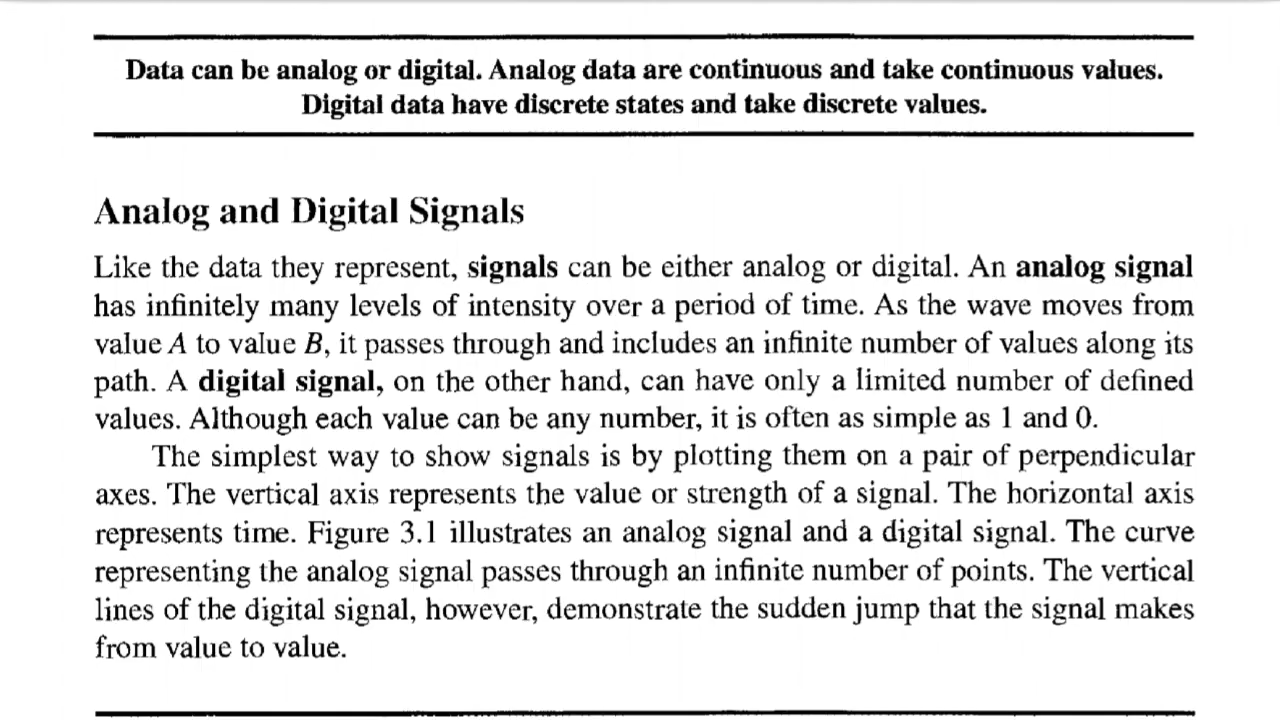 Data can be analog or digital. Analog data are continuous and take continuous values.
Digital data have discrete states and take discrete values.
Analog and Digital Signals
Like the data they represent, signals can be either analog or digital. An analog signal
has infinitely many levels of intensity over a period of time. As the wave moves from
value A to value B, it passes through and includes an infinite number of values along its
path. A digital signal, on the other hand, can have only a limited number of defined
values. Although each value can be any number, it is often as simple as 1 and 0.
The simplest way to show signals is by plotting them on a pair of perpendicular
axes. The vertical axis represents the value or strength of a signal. The horizontal axis
represents time. Figure 3.1 illustrates an analog signal and a digital signal. The curve
representing the analog signal passes through an infinite number of points. The vertical
lines of the digital signal, however, demonstrate the sudden jump that the signal makes
from value to value.